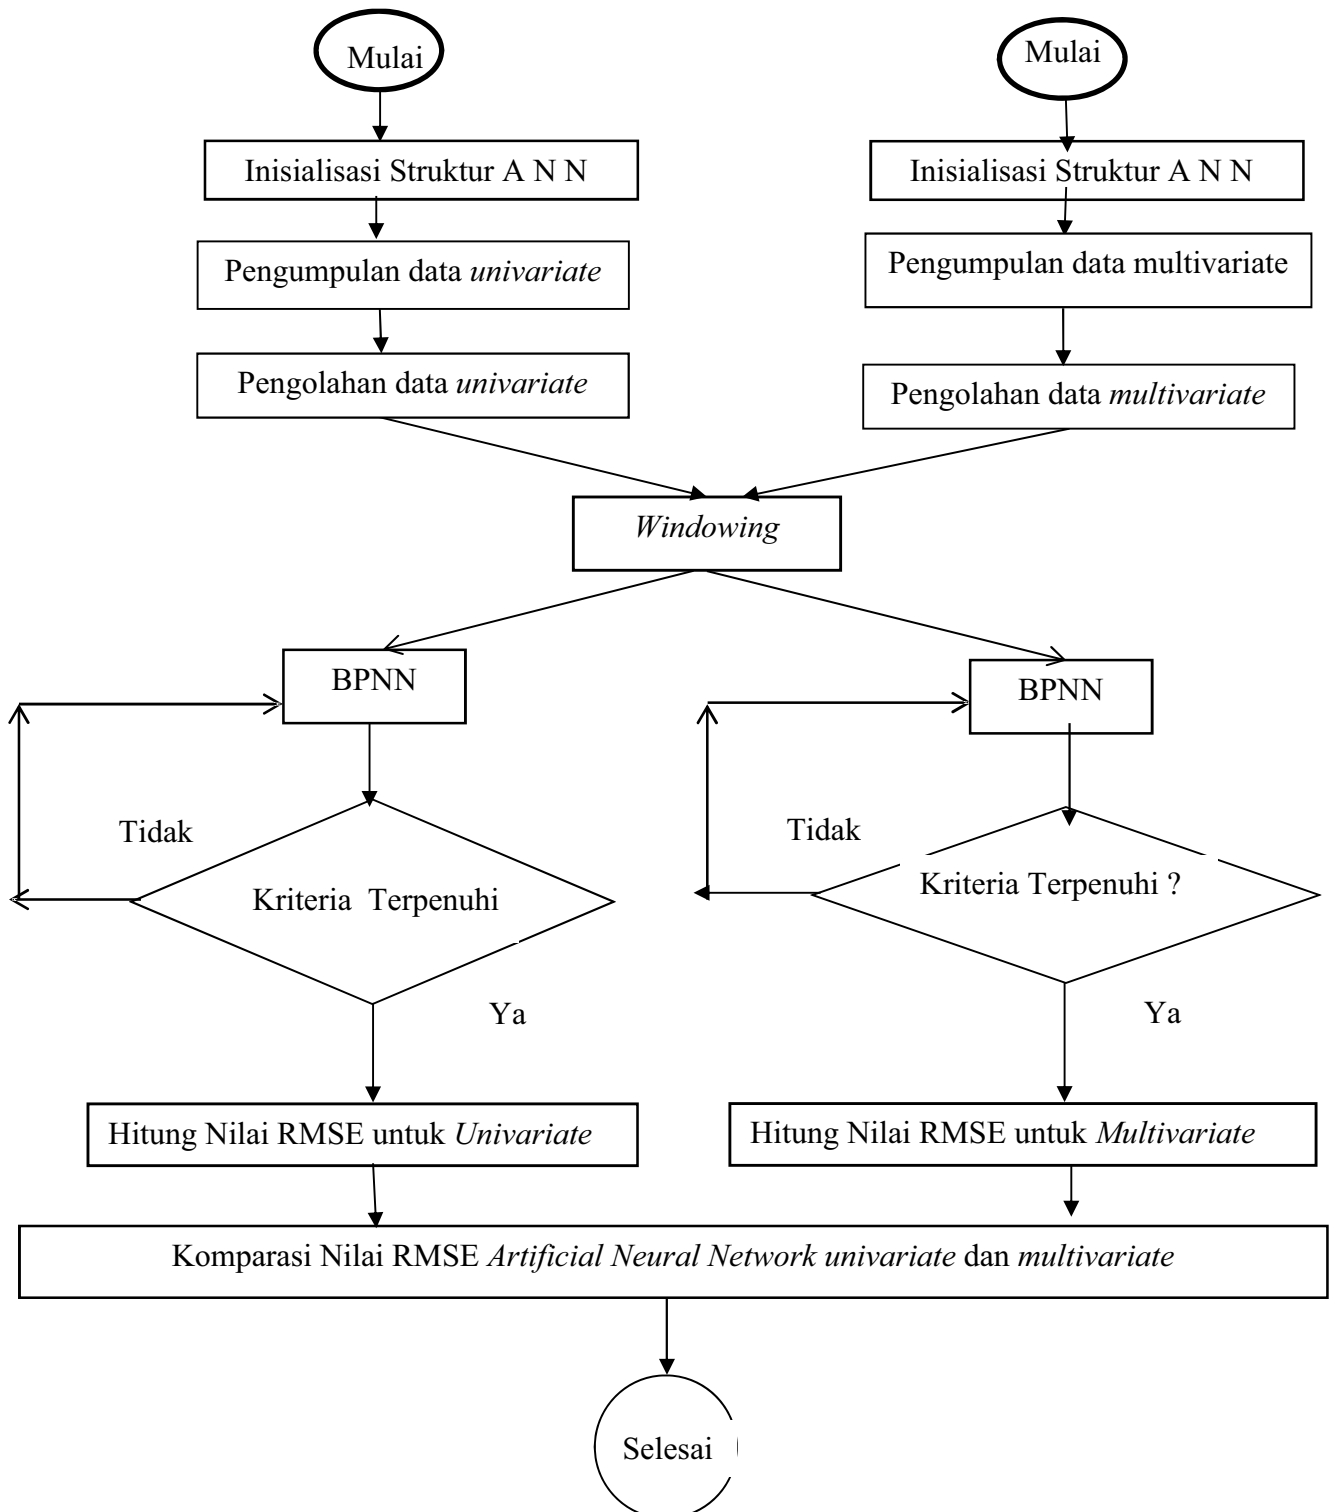 Mulai
Mulai
Inisialisasi Struktur A N N
Inisialisasi Struktur A N N
Pengumpulan data univariate
Pengumpulan data multivariate
Pengolahan data univariate
Pengolahan data multivariate
Windowing
BPNN
BPNN
Tidak
Tidak
Kriteria Terpenuhi
Kriteria Terpenuhi ?
Ya
Ya
Hitung Nilai RMSE untuk Univariate
Hitung Nilai RMSE untuk Multivariate
Komparasi Nilai RMSE Artificial Neural Network univariate dan multivariate
Selesai